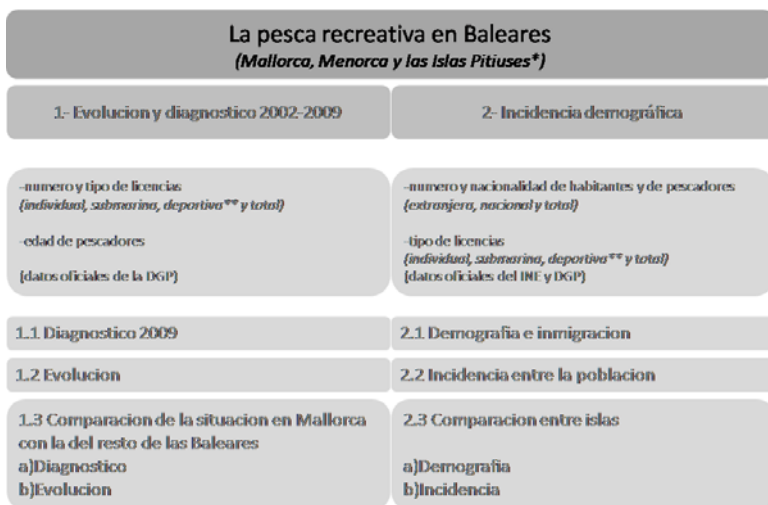 La pesca recreativa en Baleares
(Mallorca, Menorca y las Islas Pitiuses*)
1- Evolucion y diagnostico 2002-2009
2- Incidencia demográfica
-numero y tipo de licencias
(individual, submarina, deportiva** y total)
-edad de pescadores
(datos oficiales de la DGP)
-numero y nacionalidad de habitantes y de pescadores
(extranjera, nacional y total)
-tipo de licencias
(individual, submarina, deportiva** y total)
(datos oficiales del INE y DGP)
1.1 Diagnostico 2009
2.1 Demografia e inmigracion
1.2 Evolucion
2.2 Incidencia entre la poblacion
1.3 Comparacion de la situacion en Mallorca
con la del resto de las Baleares
a)Diagnostico
b)Evolucion
2.3 Comparacion entre islas
a)Demografia
b)Incidencia